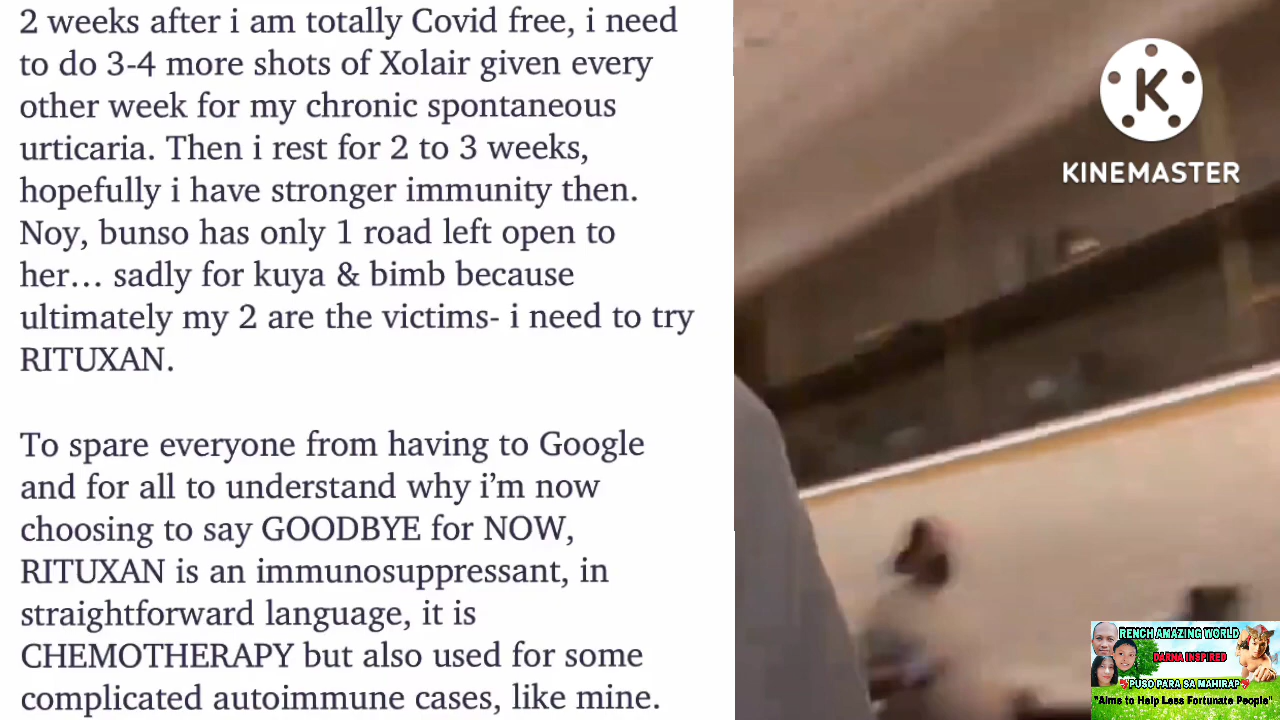 2 weeks after i am totally Covid free, i need
to do 3-4 more shots of Xolair given every
other week for my chronic spontaneous
urticaria. Then i rest for 2 to 3 weeks,
hopefully i have stronger immunity then.
Noy, bunso has only 1 road left open to
her... sadly for kuya & bimb because
ultimately my 2 are the victims- i need to try
RITUXAN.
To spare everyone from having to Google
and for all to understand why i’m now
choosing to say GOODBYE for NOW,
RITUXAN is an immunosuppressant, in
straightforward language, it is
CHEMOTHERAPY but also used for some
complicated autoimmune cases, like mine.
K
KINEMASTER
RENCH AMAZING WORLD
DARNA INSPIRED
PUSO PARA SA MAHIRAP
"Aims to Help Less Fortunate People"